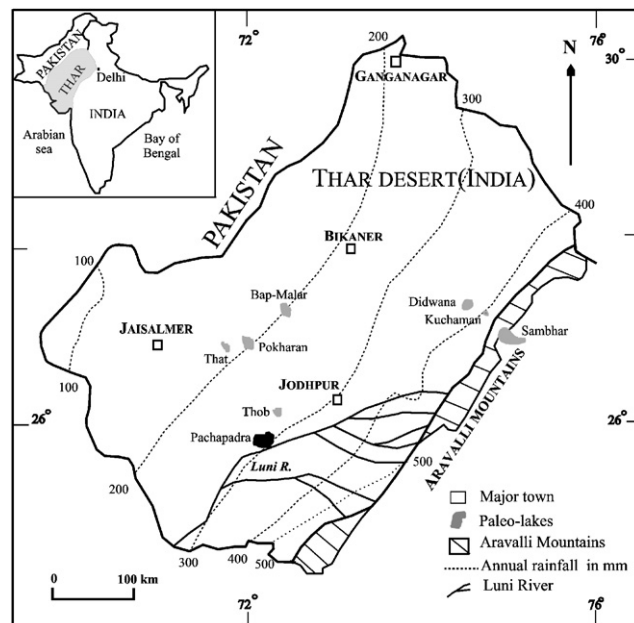 72°
76°
N
30°
PAKISTAN
THAR
Delhi
INDIA
Arabian
sea
Bay of
Bengal
200
GANGANAGAR
300
THAR DESERT(INDIA)
PAKISTAN
400
BIKANER
100
Bap-Malar
Didwana
Kuchaman
JAISALMER
Sambhar
That
Pokharan
100
JODHPUR
Thob
26°
26°
Pachapadra
ARAVALLI MOUNTAINS
Luni R.
500
200
Major town
Paleo-lakes
Aravalli Mountains
Annual rainfall in mm
Luni River
300
400
500
0
100 km
72°
76°